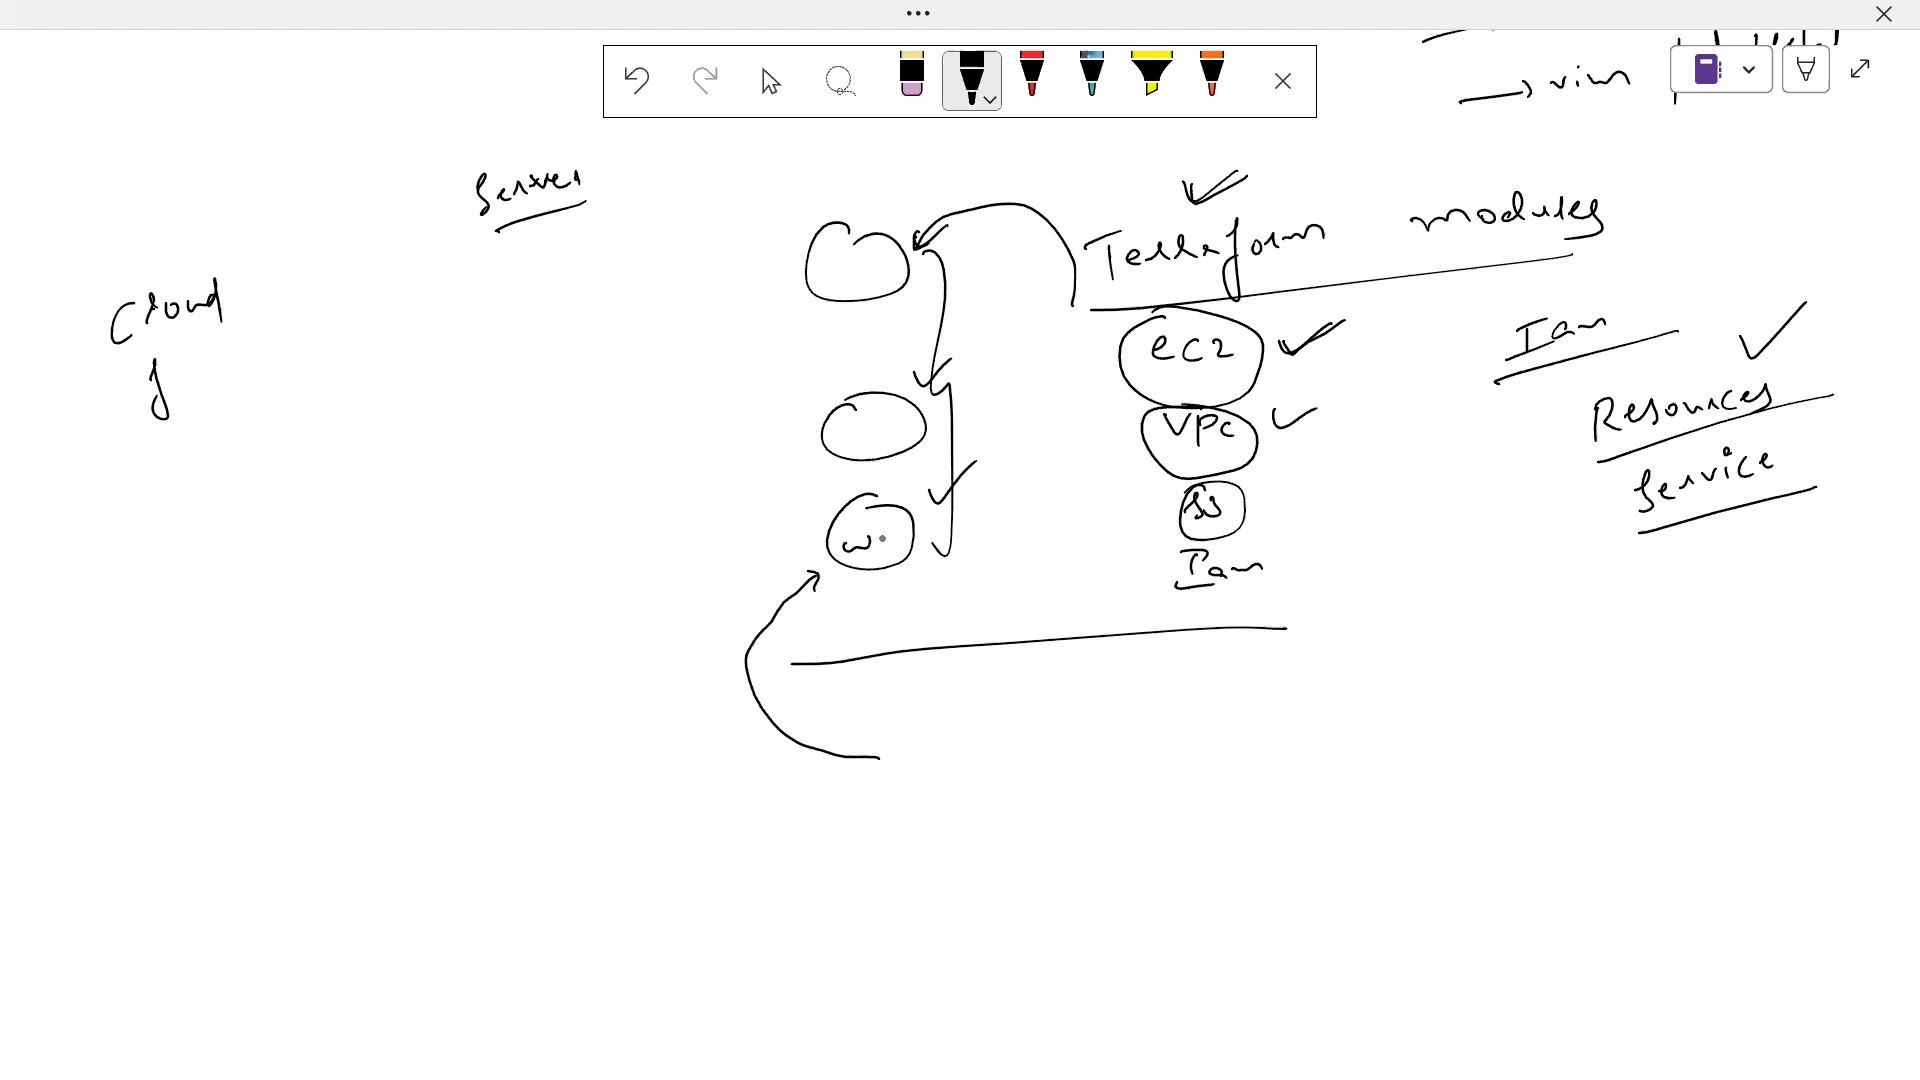 → vim
Server
Terraform modules
Cloud
EC2
Iam
VPC
Resources
Service
S3
Iam
w